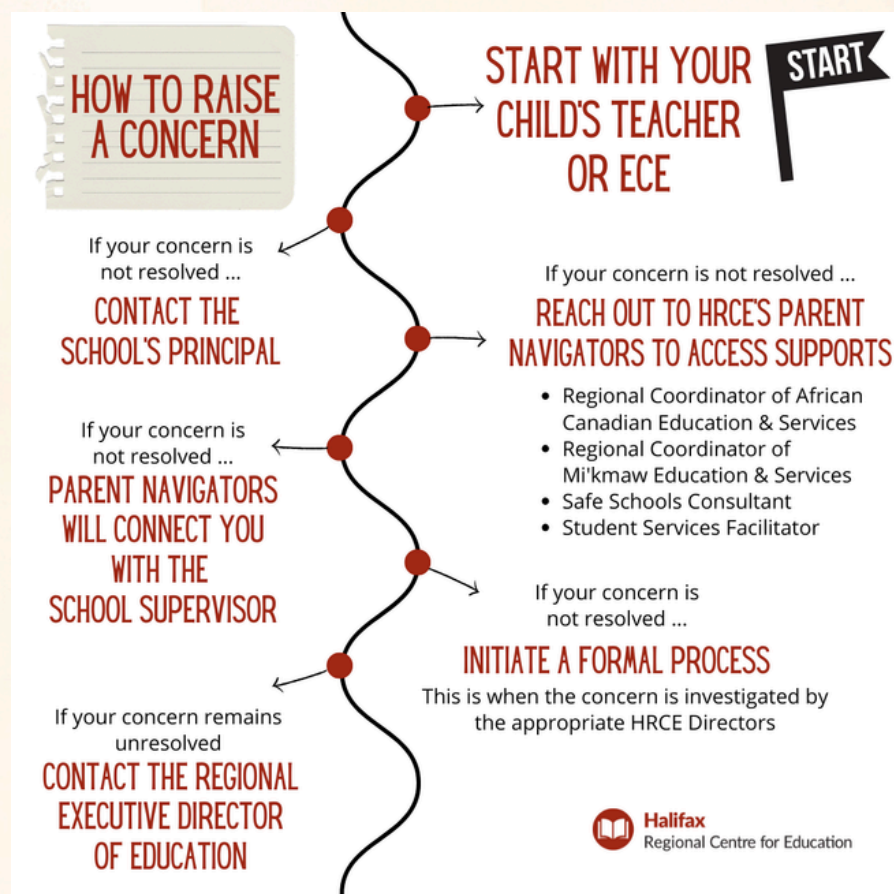 HOW TO RAISE
A CONCERN
START WITH YOUR
CHILD'S TEACHER
OR ECE
START
If your concern is
not resolved ...
CONTACT THE
SCHOOL'S PRINCIPAL
If your concern is not resolved ...
REACH OUT TO HRCE'S PARENT
NAVIGATORS TO ACCESS SUPPORTS
• Regional Coordinator of African
Canadian Education & Services
• Regional Coordinator of
Mi'kmaw Education & Services
• Safe Schools Consultant
• Student Services Facilitator
If your concern is
not resolved ...
PARENT NAVIGATORS
WILL CONNECT YOU
WITH THE
SCHOOL SUPERVISOR
If your concern is
not resolved ...
INITIATE A FORMAL PROCESS
This is when the concern is investigated by
the appropriate HRCE Directors
If your concern remains
unresolved
CONTACT THE REGIONAL
EXECUTIVE DIRECTOR
OF EDUCATION
Halifax
Regional Centre for Education